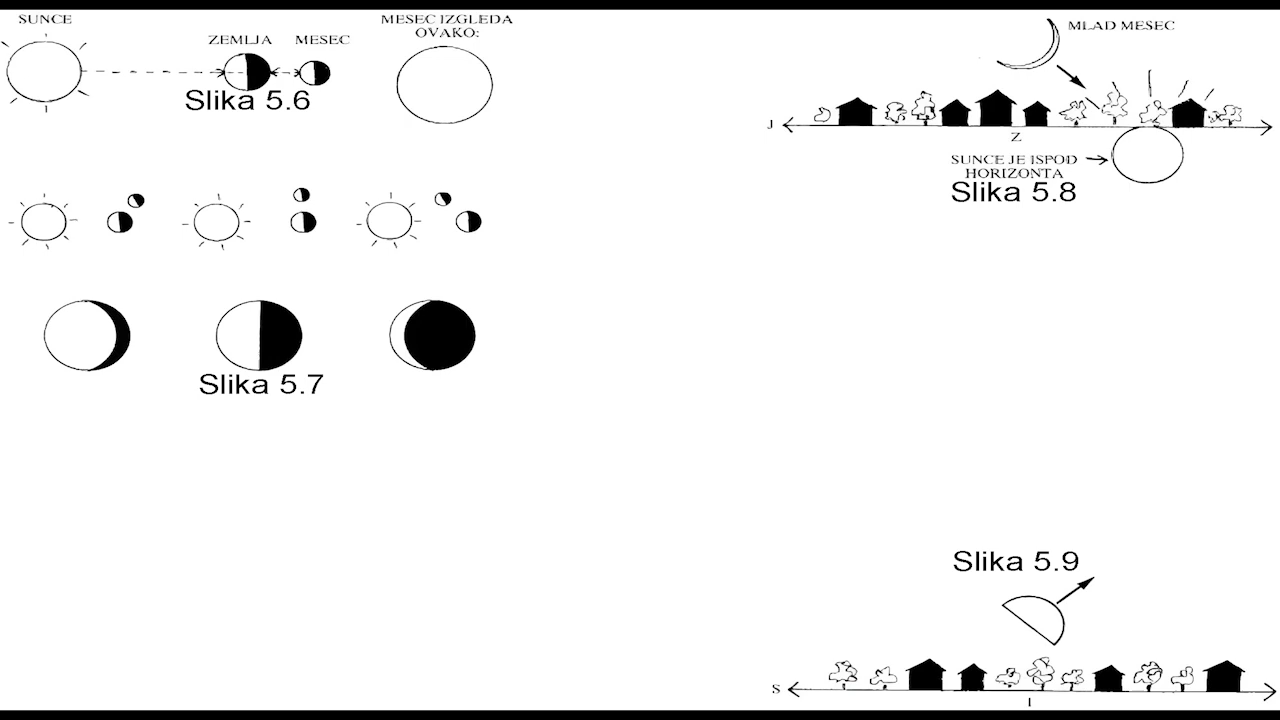 SUNCE
ZEMLJA
MESEC
MESEC IZGLEDA
OVAKO:
Slika 5.6
Slika 5.7
MLAD MESEC
J
Z
SUNCE JE ISPOD
HORIZONTA
Slika 5.8
Slika 5.9
S
I